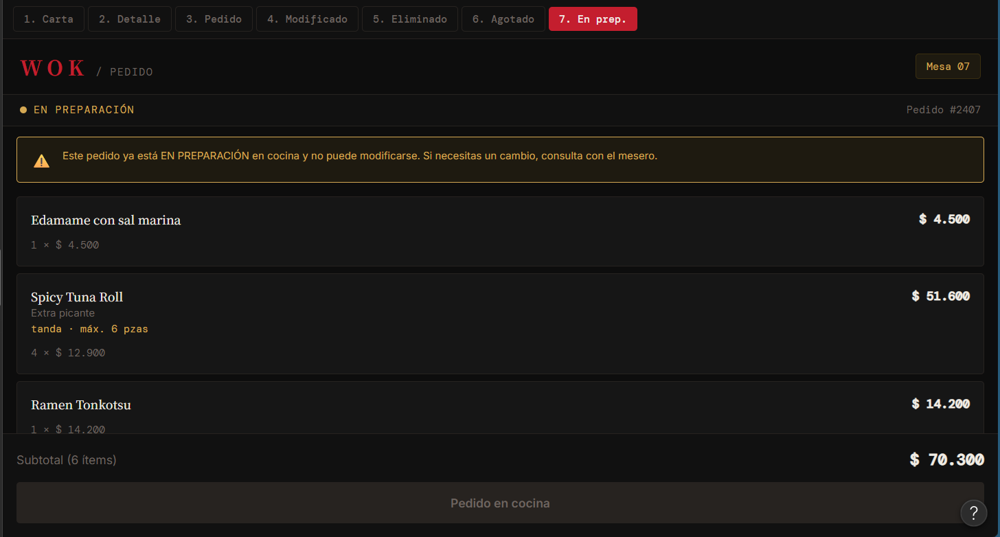 1. Carta 2. Detalle 3. Pedido 4. Modificado 5. Eliminado 6. Agotado 7. En prep.
WOK / PEDIDO Mesa 07
EN PREPARACIÓN Pedido #2407
Este pedido ya está EN PREPARACIÓN en cocina y no puede modificarse. Si necesitas un cambio, consulta con el mesero.
Edamame con sal marina $ 4.500
1 × $ 4.500
Spicy Tuna Roll $ 51.600
Extra picante
tanda · máx. 6 pzas
4 × $ 12.900
Ramen Tonkotsu $ 14.200
1 × $ 14.200
Subtotal (6 ítems) $ 70.300
Pedido en cocina
?